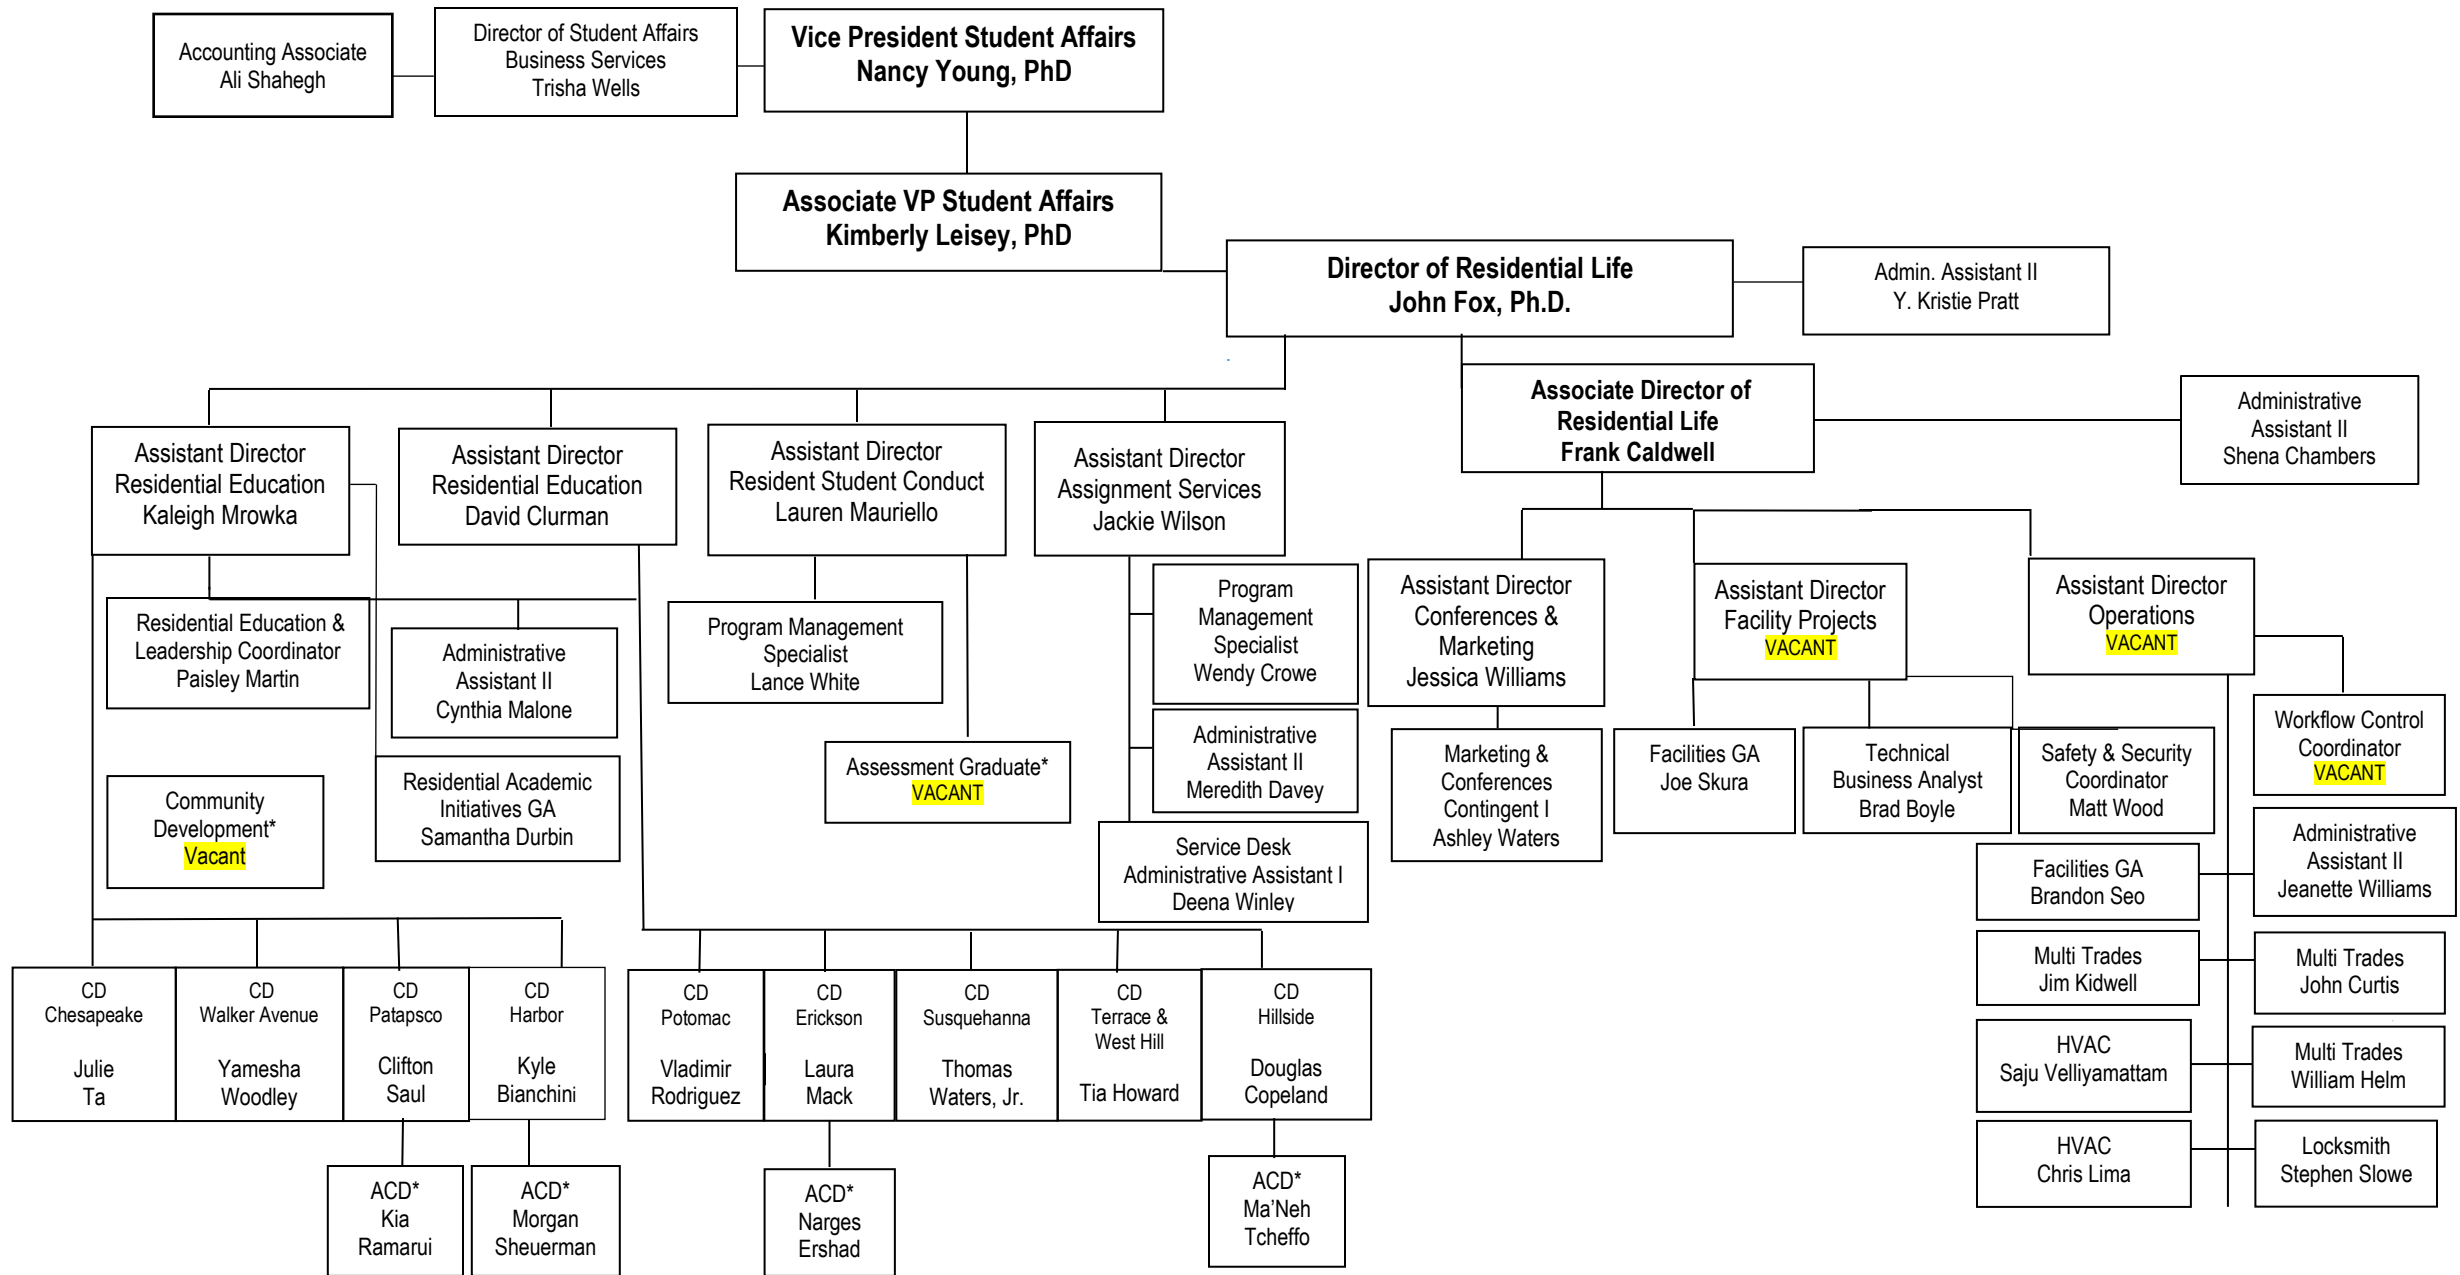 Accounting Associate
Ali Shahegh
Director of Student Affairs
Business Services
Trisha Wells
Vice President Student Affairs
Nancy Young, PhD
Associate VP Student Affairs
Kimberly Leisey, PhD
Director of Residential Life
John Fox, Ph.D.
Admin. Assistant II
Y. Kristie Pratt
Associate Director of
Residential Life
Frank Caldwell
Administrative
Assistant II
Shena Chambers
Assistant Director
Residential Education
Kaleigh Mrowka
Assistant Director
Residential Education
David Clurman
Assistant Director
Resident Student Conduct
Lauren Mauriello
Assistant Director
Assignment Services
Jackie Wilson
Assistant Director
Conferences &
Marketing
Jessica Williams
Assistant Director
Facility Projects
VACANT
Assistant Director
Operations
VACANT
Residential Education &
Leadership Coordinator
Paisley Martin
Administrative
Assistant II
Cynthia Malone
Program Management
Specialist
Lance White
Program
Management
Specialist
Wendy Crowe
Administrative
Assistant II
Meredith Davey
Service Desk
Administrative Assistant I
Deena Winley
Community
Development*
Vacant
Residential Academic
Initiatives GA
Samantha Durbin
Assessment Graduate*
VACANT
Marketing &
Conferences
Contingent I
Ashley Waters
Facilities GA
Joe Skura
Technical
Business Analyst
Brad Boyle
Safety & Security
Coordinator
Matt Wood
Workflow Control
Coordinator
VACANT
Facilities GA
Brandon Seo
Administrative
Assistant II
Jeanette Williams
Multi Trades
Jim Kidwell
Multi Trades
John Curtis
HVAC
Saju Velliyamattam
Multi Trades
William Helm
HVAC
Chris Lima
Locksmith
Stephen Slowe
CD
Chesapeake
Julie
Ta
CD
Walker Avenue
Yamesha
Woodley
CD
Patapsco
Clifton
Saul
CD
Harbor
Kyle
Bianchini
CD
Potomac
Vladimir
Rodriguez
CD
Erickson
Laura
Mack
CD
Susquehanna
Thomas
Waters, Jr.
CD
Terrace &
West Hill
Tia Howard
CD
Hillside
Douglas
Copeland
ACD*
Kia
Ramarui
ACD*
Morgan
Sheuerman
ACD*
Narges
Ershad
ACD*
Ma’Neh
Tcheffo